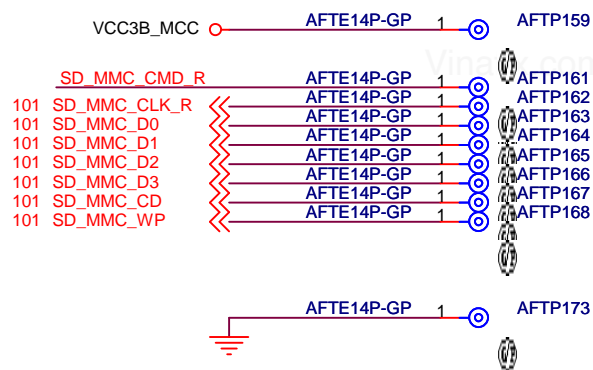 VCC3B_MCC AFTE14P-GP 1 AFTP159
SD_MMC_CMD_R AFTE14P-GP 1 AFTP161
101 SD_MMC_CLK_R AFTE14P-GP 1 AFTP162
101 SD_MMC_D0 AFTE14P-GP 1 AFTP163
101 SD_MMC_D1 AFTE14P-GP 1 AFTP164
101 SD_MMC_D2 AFTE14P-GP 1 AFTP165
101 SD_MMC_D3 AFTE14P-GP 1 AFTP166
101 SD_MMC_CD AFTE14P-GP 1 AFTP167
101 SD_MMC_WP AFTE14P-GP 1 AFTP168
AFTE14P-GP 1 AFTP173